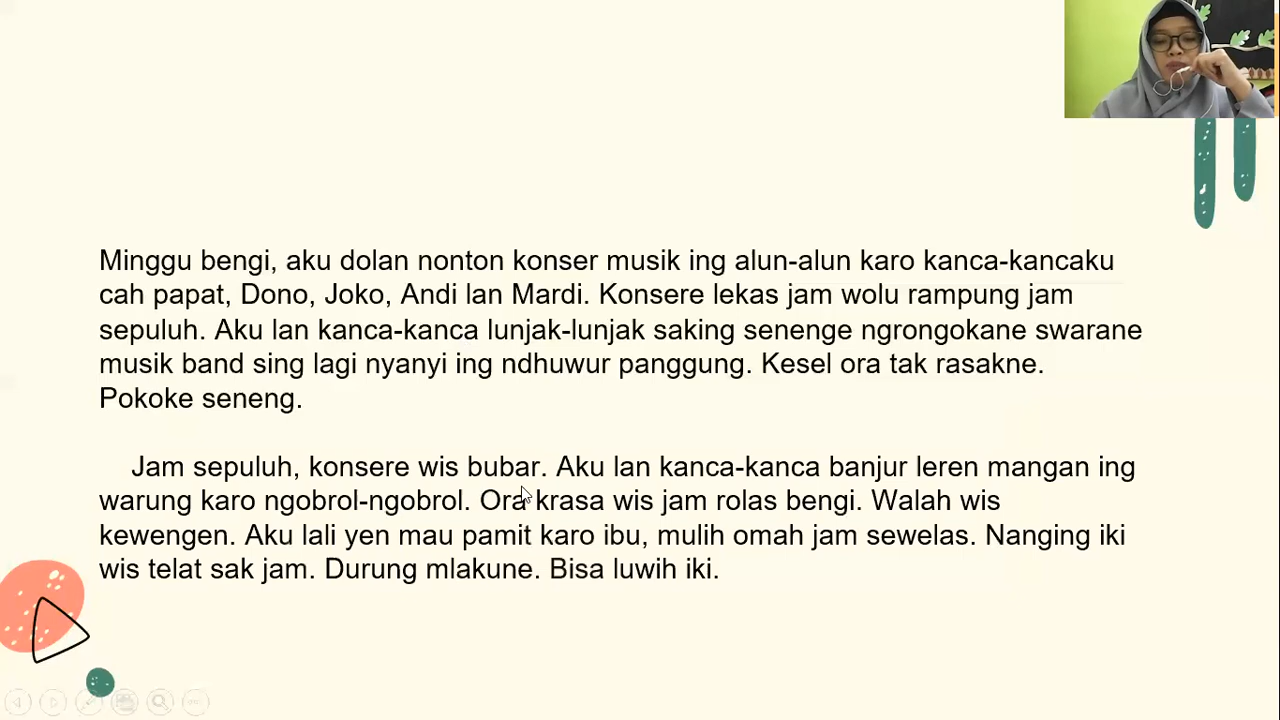 Minggu bengi, aku dolan nonton konser musik ing alun-alun karo kanca-kancaku
cah papat, Dono, Joko, Andi lan Mardi. Konsere lekas jam wolu rampung jam
sepuluh. Aku lan kanca-kanca lunjak-lunjak saking senenge ngrongokane swarane
musik band sing lagi nyanyi ing ndhuwur panggung. Kesel ora tak rasakne.
Pokoke seneng.
Jam sepuluh, konsere wis bubar. Aku lan kanca-kanca banjur leren mangan ing
warung karo ngobrol-ngobrol. Ora krasa wis jam rolas bengi. Walah wis
kewengen. Aku lali yen mau pamit karo ibu, mulih omah jam sewelas. Nanging iki
wis telat sak jam. Durung mlakune. Bisa luwih iki.